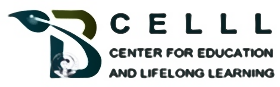 B CELLL
CENTER FOR EDUCATION
AND LIFELONG LEARNING